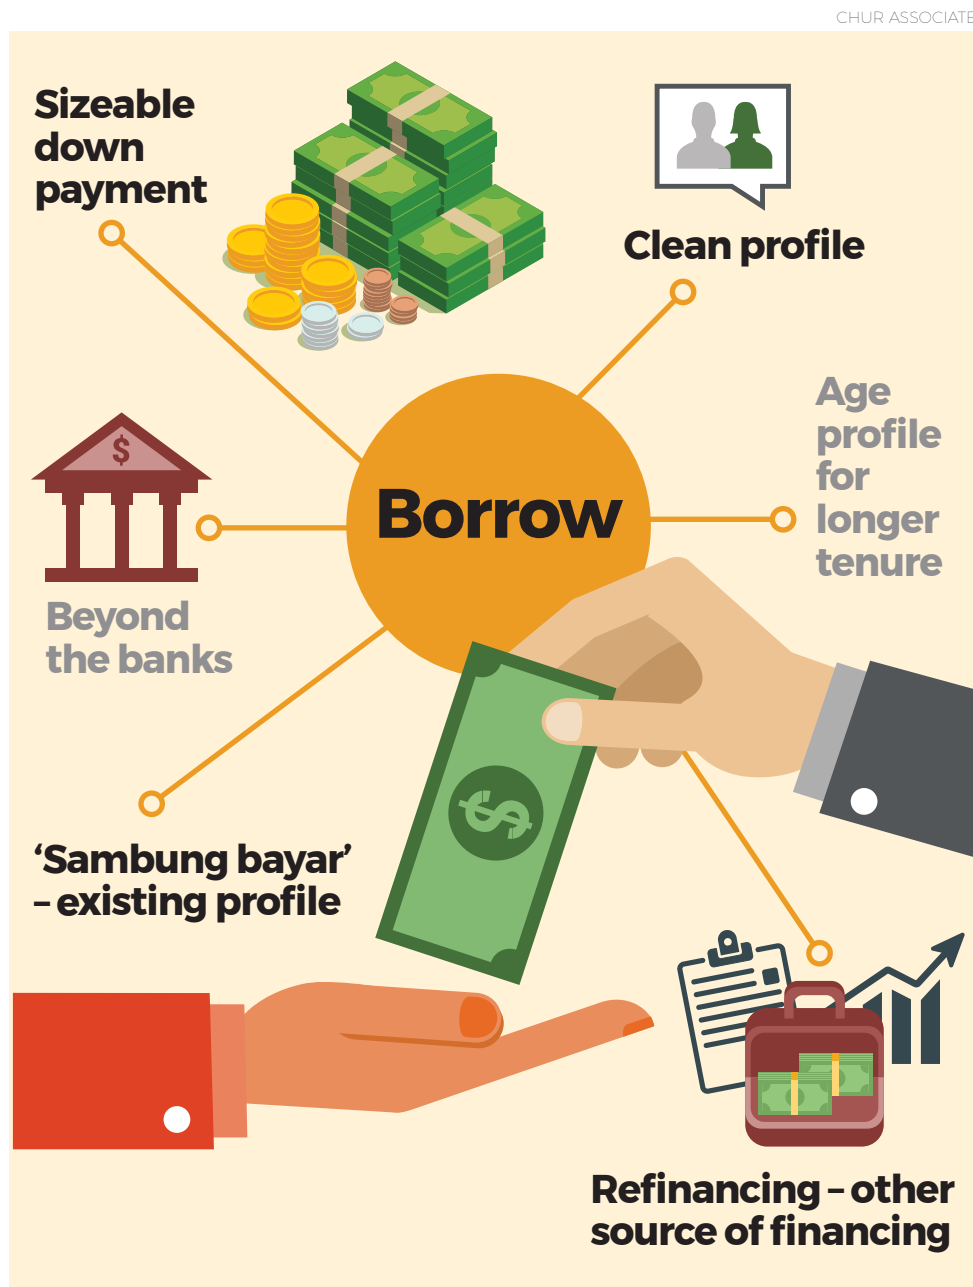 CHUR ASSOCIATE
Sizeable
down
payment
Clean profile
Age
profile
for
longer
tenure
Borrow
$
Beyond
the banks
$
'Sambung bayar'
– existing profile
Refinancing – other
source of financing